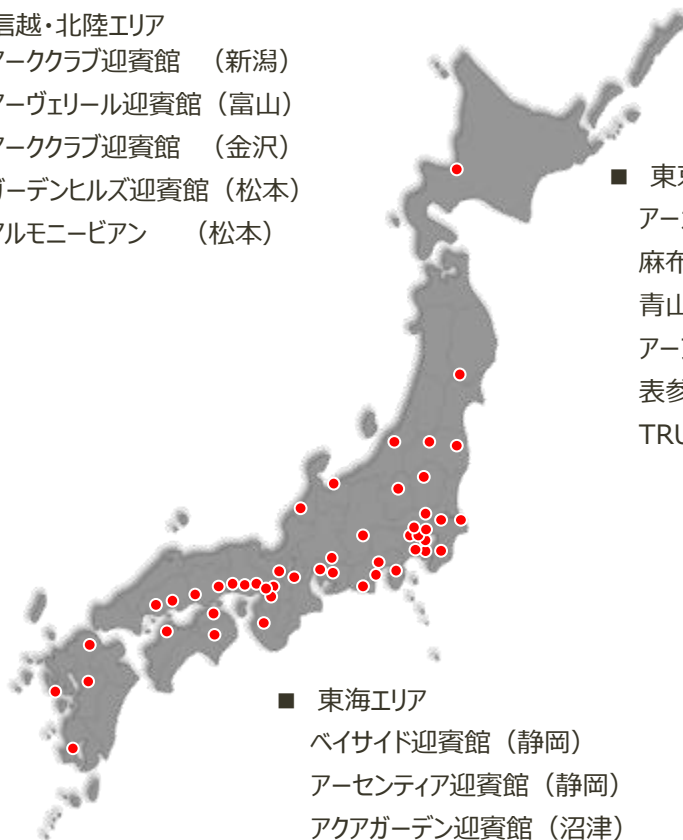 信越・北陸エリア
アーククラブ迎賓館 （新潟）
アーヴェリール迎賓館（富山）
アーククラブ迎賓館 （金沢）
ガーデンヒルズ迎賓館（松本）
アルモニービアン （松本）
■ 東
アー
麻布
青山
アー
表参
TRU
■ 東海エリア
ベイサイド迎賓館（静岡）
アーセンティア迎賓館（静岡）
アクアガーデン迎賓館（沼津）